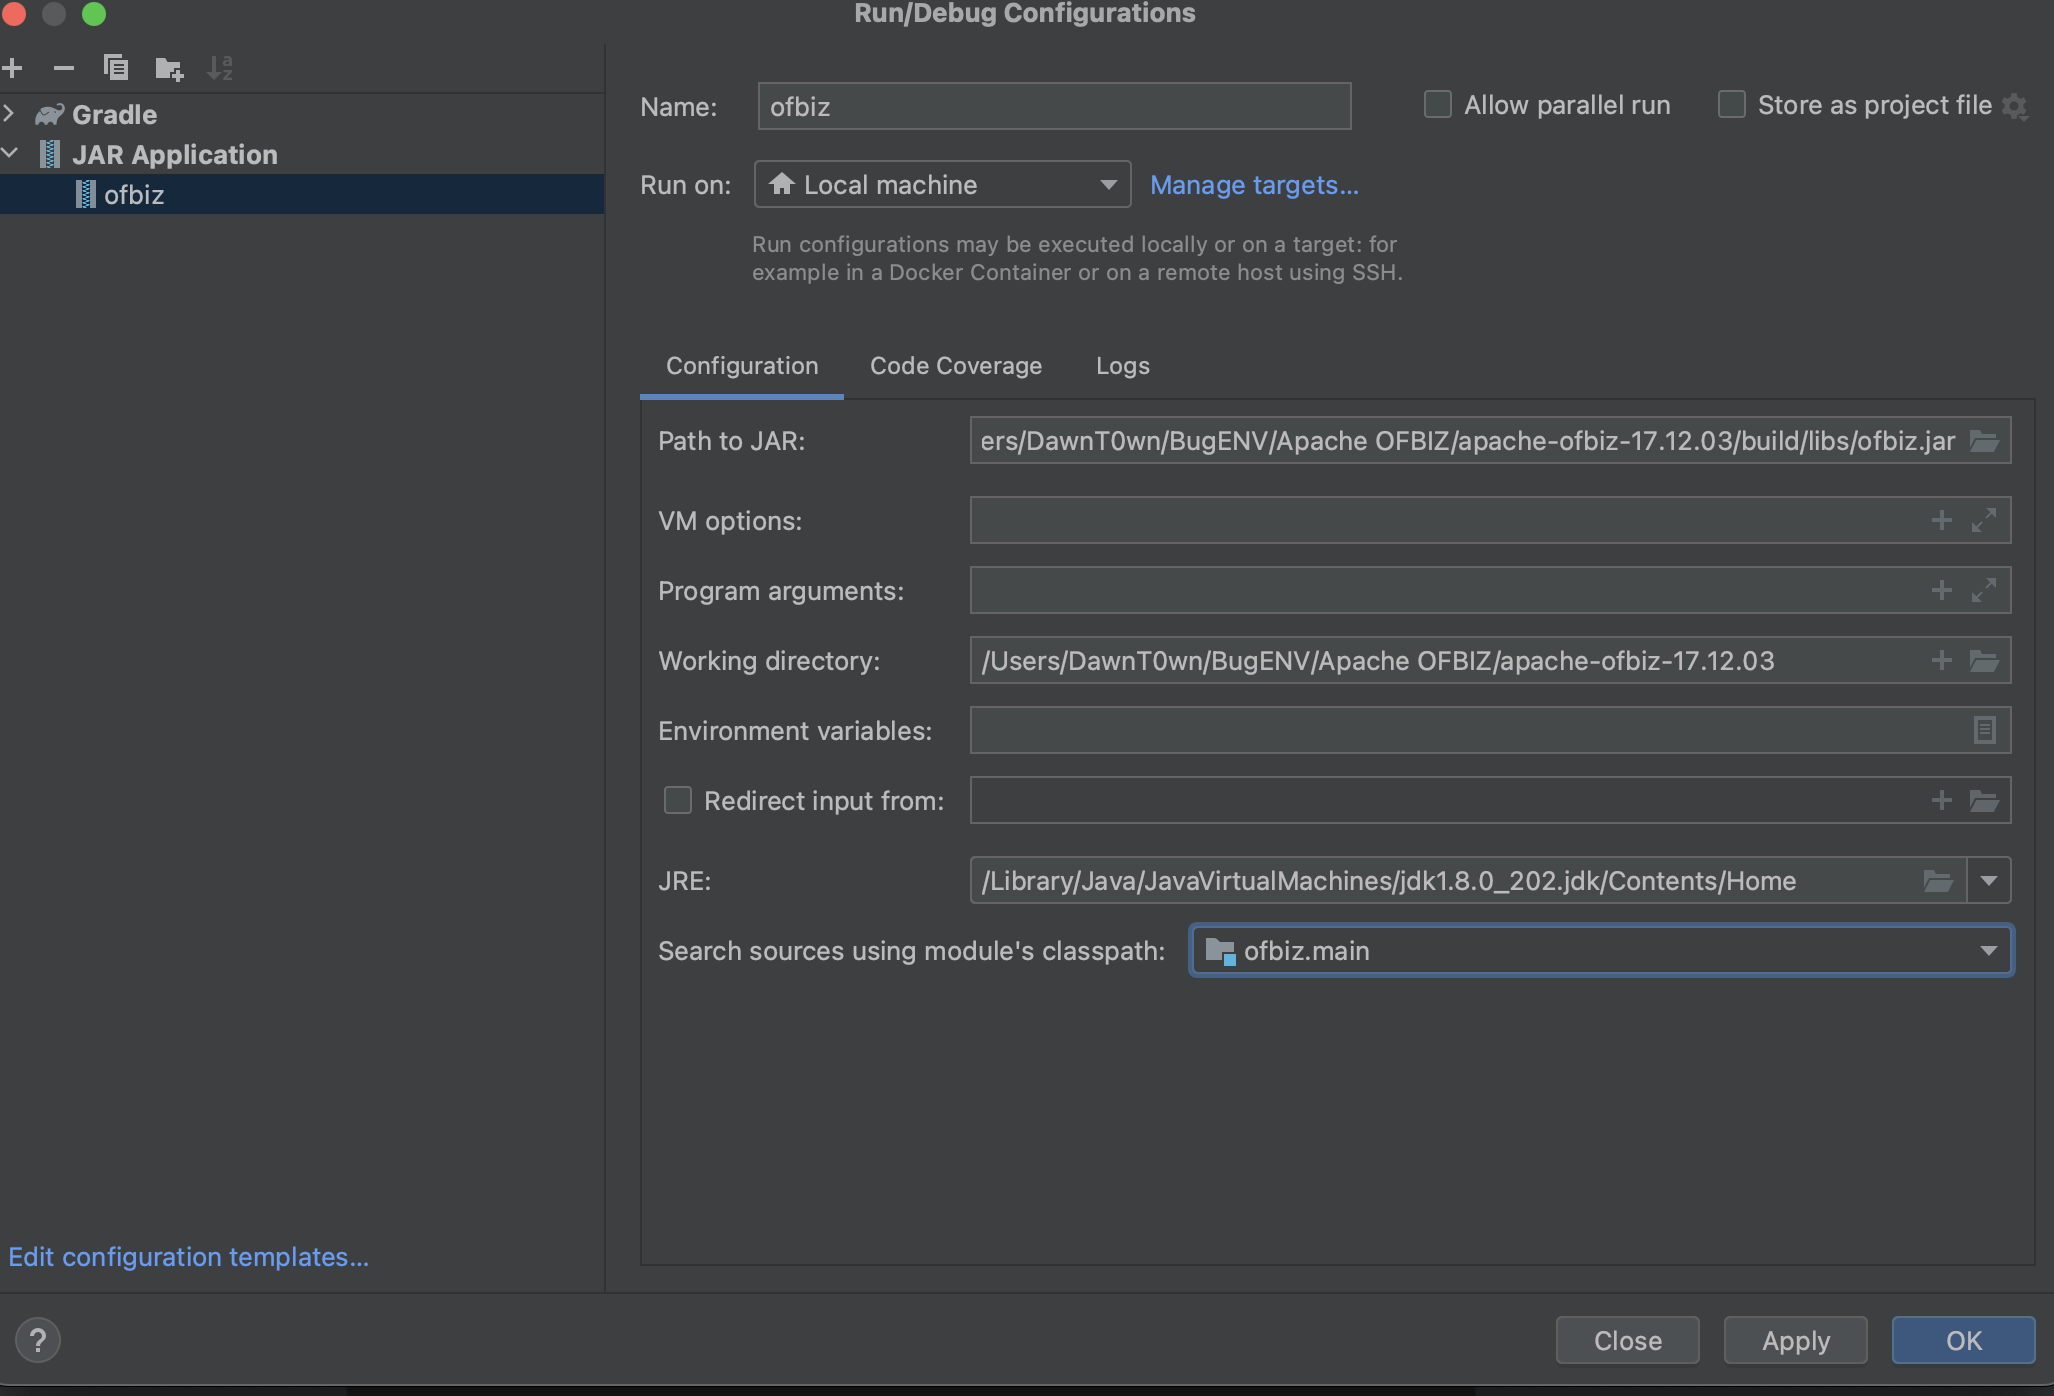 Run/Debug Configurations
Gradle
JAR Application
ofbiz
Edit configuration templates...
Name: ofbiz
Allow parallel run
Store as project file
Run on: Local machine Manage targets...
Run configurations may be executed locally or on a target: for
example in a Docker Container or on a remote host using SSH.
Configuration Code Coverage Logs
Path to JAR: ers/DawnT0wn/BugENV/Apache OFBIZ/apache-ofbiz-17.12.03/build/libs/ofbiz.jar
VM options:
Program arguments:
Working directory: /Users/DawnT0wn/BugENV/Apache OFBIZ/apache-ofbiz-17.12.03
Environment variables:
Redirect input from:
JRE: /Library/Java/JavaVirtualMachines/jdk1.8.0_202.jdk/Contents/Home
Search sources using module's classpath: ofbiz.main
? Close Apply OK